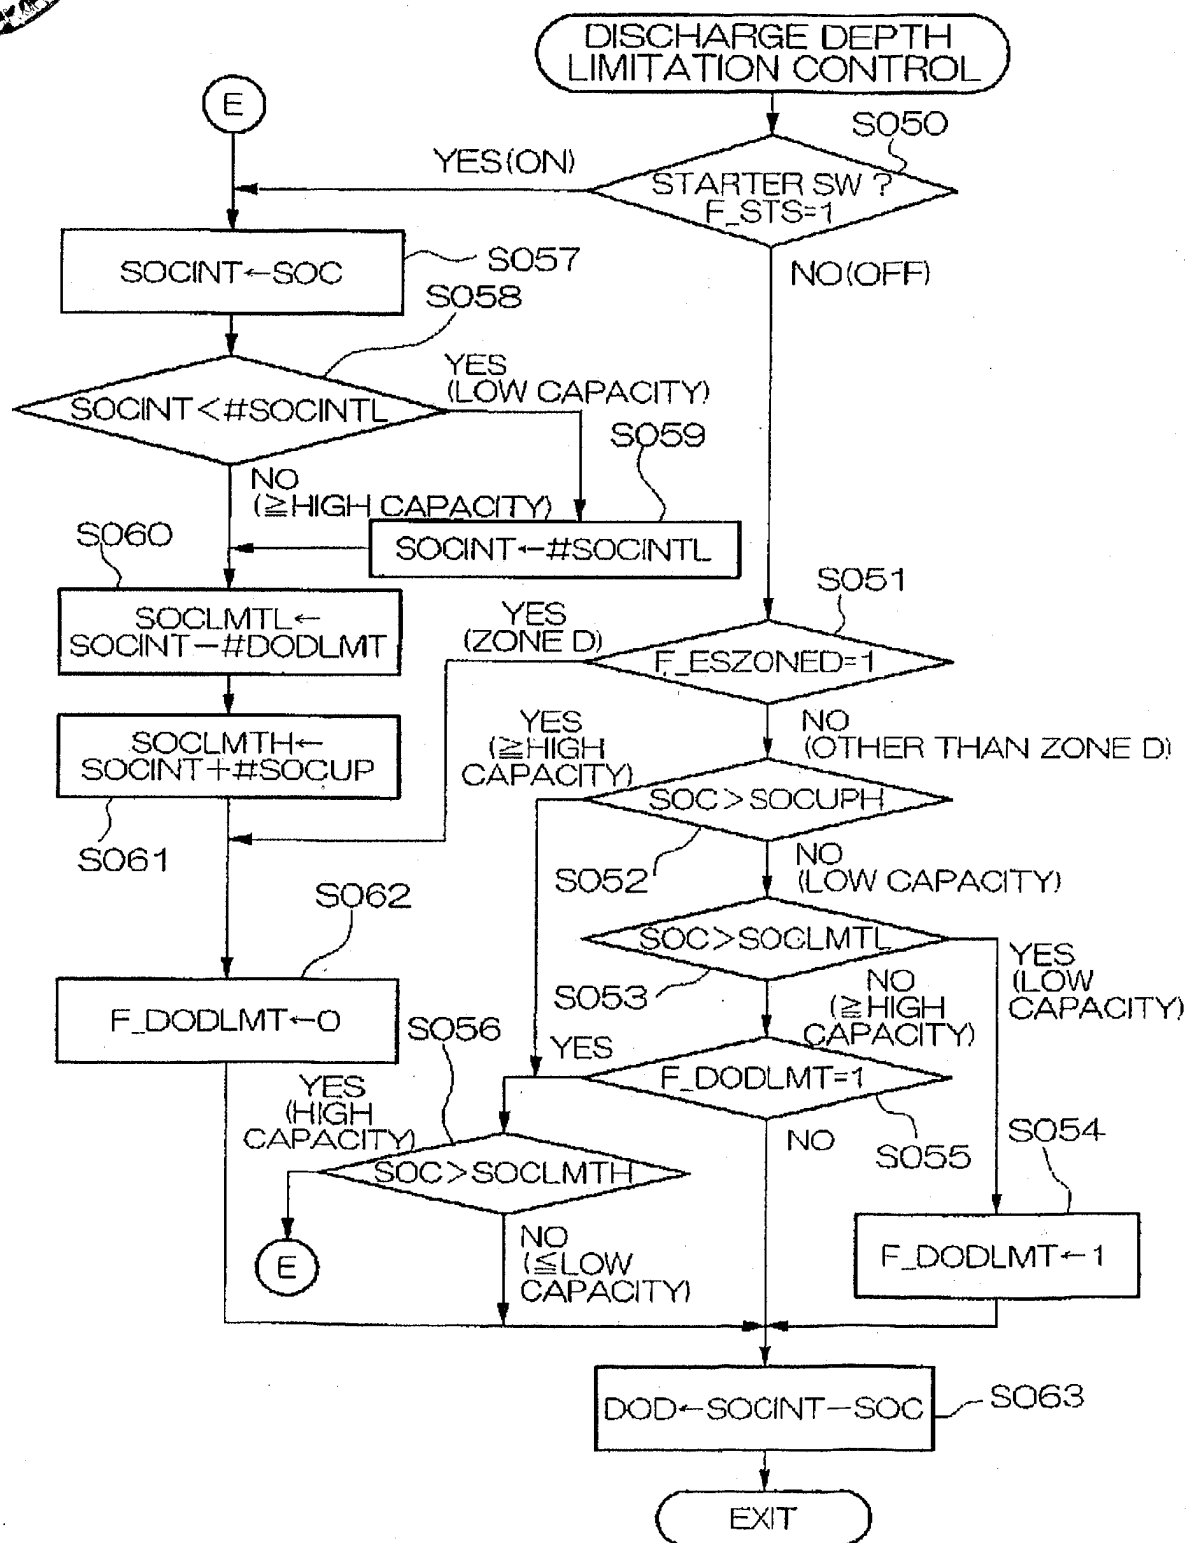 DISCHARGE DEPTH
LIMITATION CONTROL
E
S050
YES(ON)
STARTER SW ?
F_STS=1
NO(OFF)
SOCINT←SOC
S057
S058
SOCINT<#SOCINTL
YES
(LOW CAPACITY)
S059
NO
(≧HIGH CAPACITY)
SOCINT←#SOCINTL
S060
SOCLMTL←
SOCINT−#DODLMT
S051
YES
(ZONE D)
F_ESZONED=1
NO
(OTHER THAN ZONE D)
SOCLMTH←
SOCINT+#SOCUP
S061
YES
(≧HIGH
CAPACITY)
SOC>SOCUPH
S052
NO
(LOW CAPACITY)
S062
F_DODLMT←0
SOC>SOCLMTL
S053
YES
(LOW
CAPACITY)
NO
(≧HIGH
CAPACITY)
S056
YES
F_DODLMT=1
S055
NO
S054
F_DODLMT←1
YES
(HIGH
CAPACITY)
SOC>SOCLMTH
E
NO
(≦LOW
CAPACITY)
DOD←SOCINT−SOC
S063
EXIT